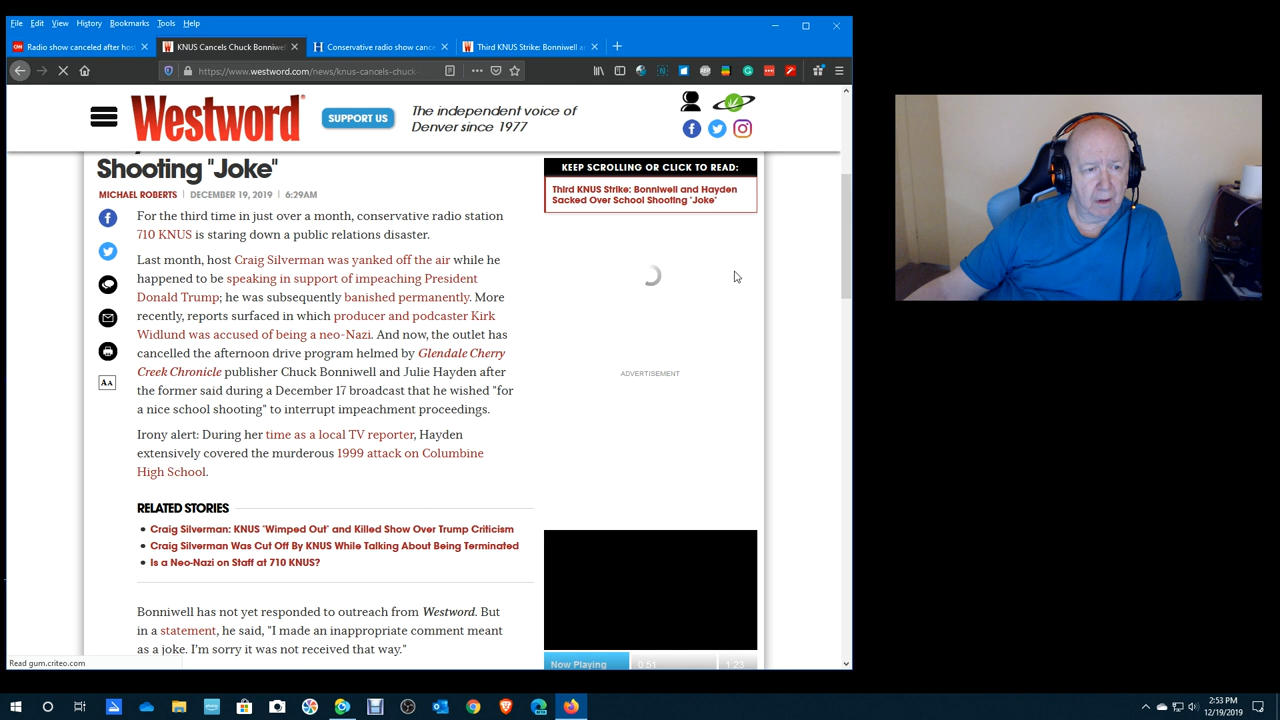 File Edit View History Bookmarks Tools Help
Radio show canceled after hos
KNUS Cancels Chuck Bonniwel
Conservative radio show cance
Third KNUS Strike: Bonniwell a
https://www.westword.com/news/knus-cancels-chuck-
Westword
SUPPORT US
The independent voice of
Denver since 1977
Shooting "Joke"
MICHAEL ROBERTS | DECEMBER 19, 2019 | 6:29AM
For the third time in just over a month, conservative radio station
710 KNUS is staring down a public relations disaster.
Last month, host Craig Silverman was yanked off the air while he
happened to be speaking in support of impeaching President
Donald Trump; he was subsequently banished permanently. More
recently, reports surfaced in which producer and podcaster Kirk
Widlund was accused of being a neo-Nazi. And now, the outlet has
cancelled the afternoon drive program helmed by Glendale Cherry
Creek Chronicle publisher Chuck Bonniwell and Julie Hayden after
the former said during a December 17 broadcast that he wished "for
a nice school shooting" to interrupt impeachment proceedings.
Irony alert: During her time as a local TV reporter, Hayden
extensively covered the murderous 1999 attack on Columbine
High School.
RELATED STORIES
• Craig Silverman: KNUS "Wimped Out" and Killed Show Over Trump Criticism
• Craig Silverman Was Cut Off By KNUS While Talking About Being Terminated
• Is a Neo-Nazi on Staff at 710 KNUS?
Bonniwell has not yet responded to outreach from Westword. But
in a statement, he said, "I made an inappropriate comment meant
as a joke. I'm sorry it was not received that way."
AA
KEEP SCROLLING OR CLICK TO READ:
Third KNUS Strike: Bonniwell and Hayden
Sacked Over School Shooting "Joke"
ADVERTISEMENT
Now Playing
0:51
1:23
Read gum.criteo.com
2:53 PM
12/19/2019